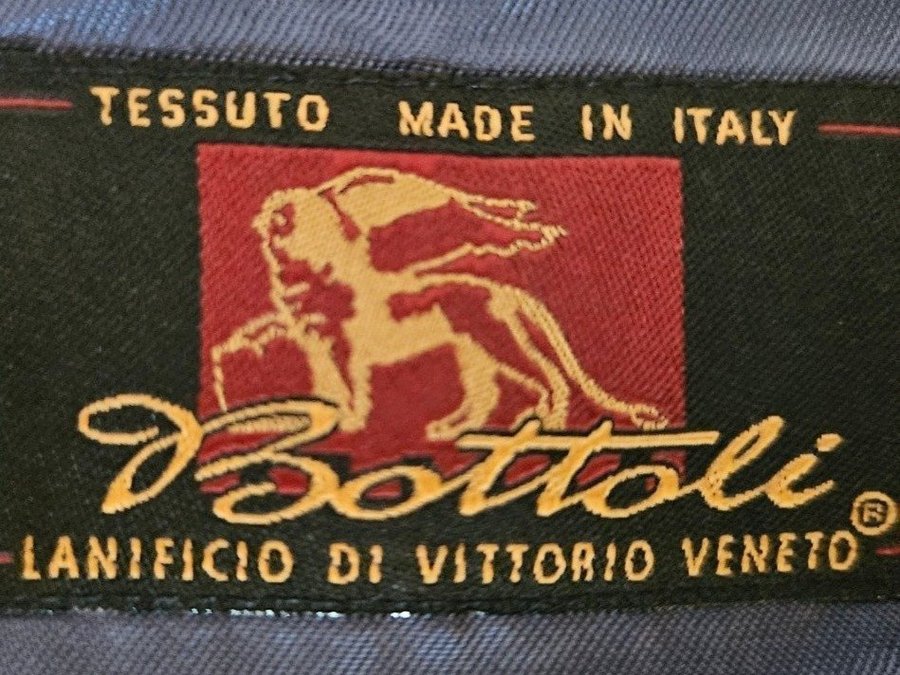 TESSUTO MADE IN ITALY
Bottoli ®
LANIFICIO DI VITTORIO VENETO